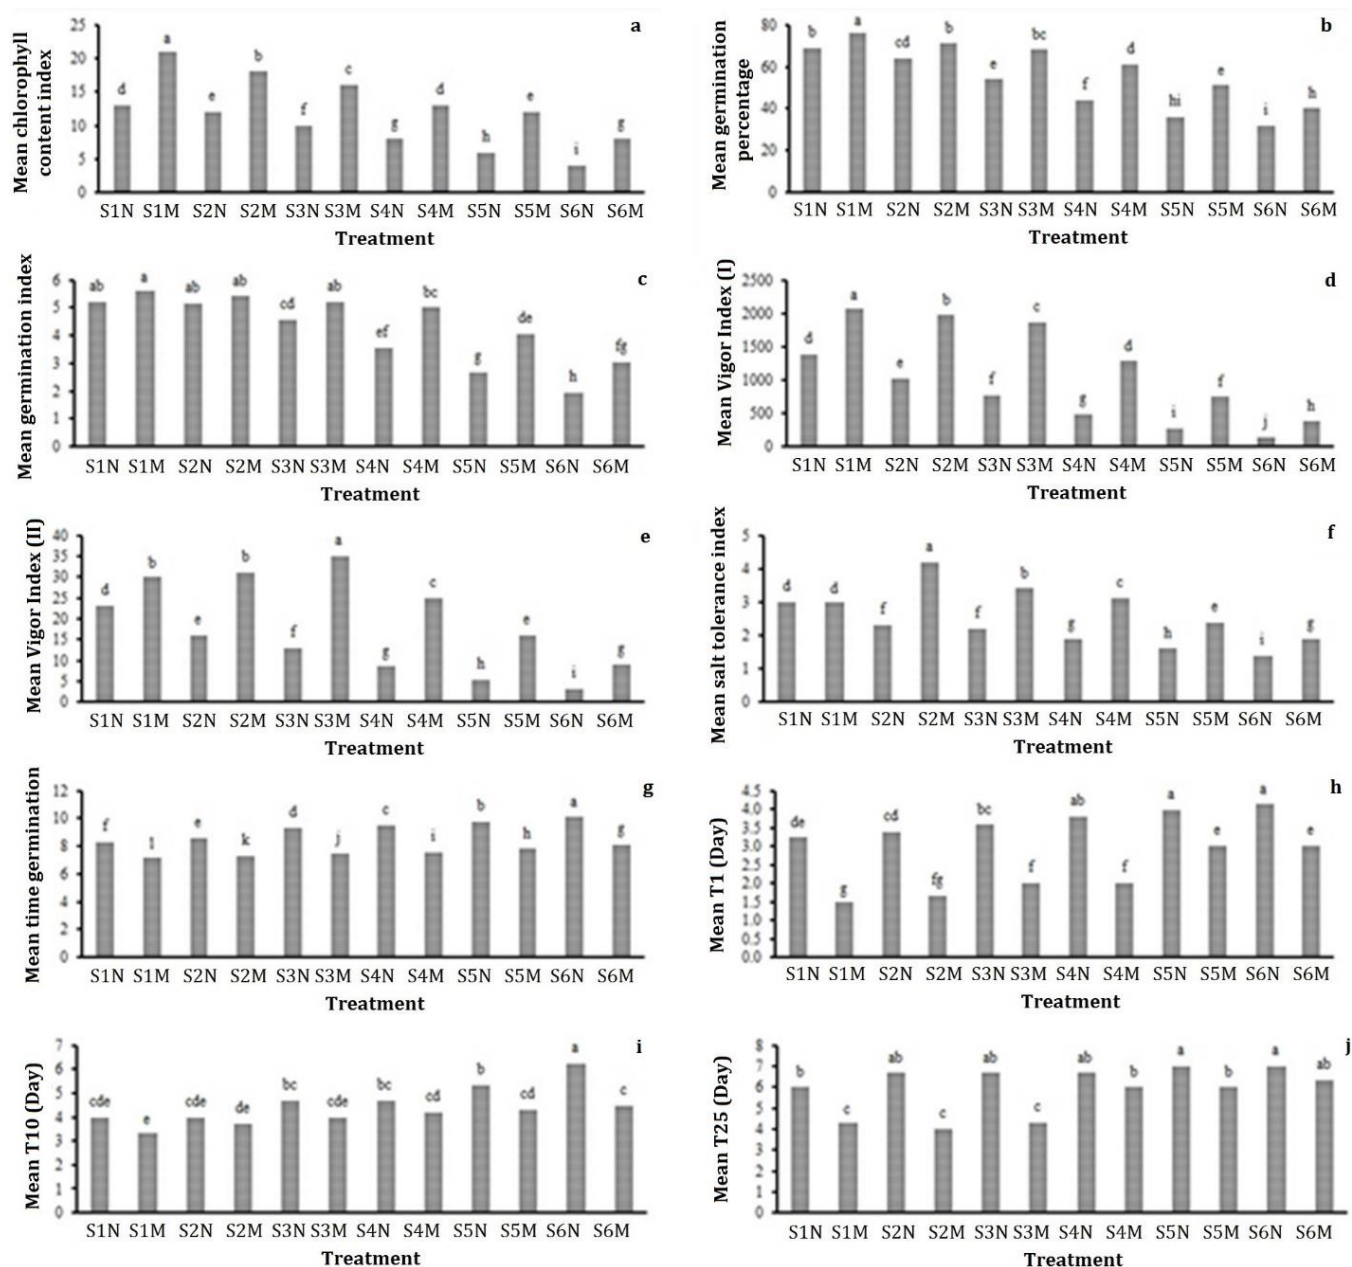 a
Mean chlorophyll
content index
25
20
15
10
5
0
d a e b f c g d h e i g
S1N S1M S2N S2M S3N S3M S4N S4M S5N S5M S6N S6M
Treatment
b
Mean germination
percentage
80
60
40
20
0
b a cd b e bc f d hi e i h
S1N S1M S2N S2M S3N S3M S4N S4M S5N S5M S6N S6M
Treatment
c
Mean germination index
6
5
4
3
2
1
0
ab a ab ab cd ab ef bc g de h fg
S1N S1M S2N S2M S3N S3M S4N S4M S5N S5M S6N S6M
Treatment
d
Mean Vigor Index (I)
2500
2000
1500
1000
500
0
d a e b f c g d i f j h
S1N S1M S2N S2M S3N S3M S4N S4M S5N S5M S6N S6M
Treatment
e
Mean Vigor Index (II)
40
35
30
25
20
15
10
5
0
d b e b f a g c h e i g
S1N S1M S2N S2M S3N S3M S4N S4M S5N S5M S6N S6M
Treatment
f
Mean salt tolerance index
5
4
3
2
1
0
d d f a f b g c h e i g
S1N S1M S2N S2M S3N S3M S4N S4M S5N S5M S6N S6M
Treatment
g
Mean time germination
12
10
8
6
4
2
0
f l e k d j c i b h a g
S1N S1M S2N S2M S3N S3M S4N S4M S5N S5M S6N S6M
Treatment
h
Mean T1 (Day)
4.5
4.0
3.5
3.0
2.5
2.0
1.5
1.0
0.5
0.0
de g cd fg bc f ab f a e a e
S1N S1M S2N S2M S3N S3M S4N S4M S5N S5M S6N S6M
Treatment
i
Mean T10 (Day)
7
6
5
4
3
2
1
0
cde e cde de bc cde bc cd b cd a c
S1N S1M S2N S2M S3N S3M S4N S4M S5N S5M S6N S6M
Treatment
j
Mean T25 (Day)
8
7
6
5
4
3
2
1
0
b c ab c ab c ab b a b a ab
S1N S1M S2N S2M S3N S3M S4N S4M S5N S5M S6N S6M
Treatment